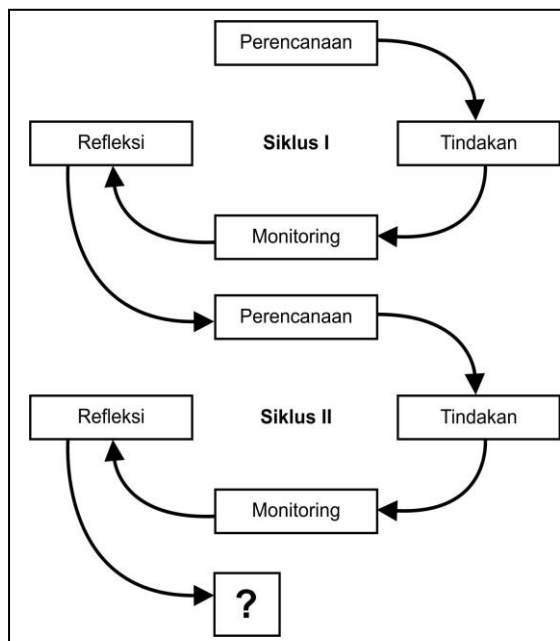 Perencanaan
Refleksi
Siklus I
Tindakan
Monitoring
Perencanaan
Refleksi
Siklus II
Tindakan
Monitoring
?